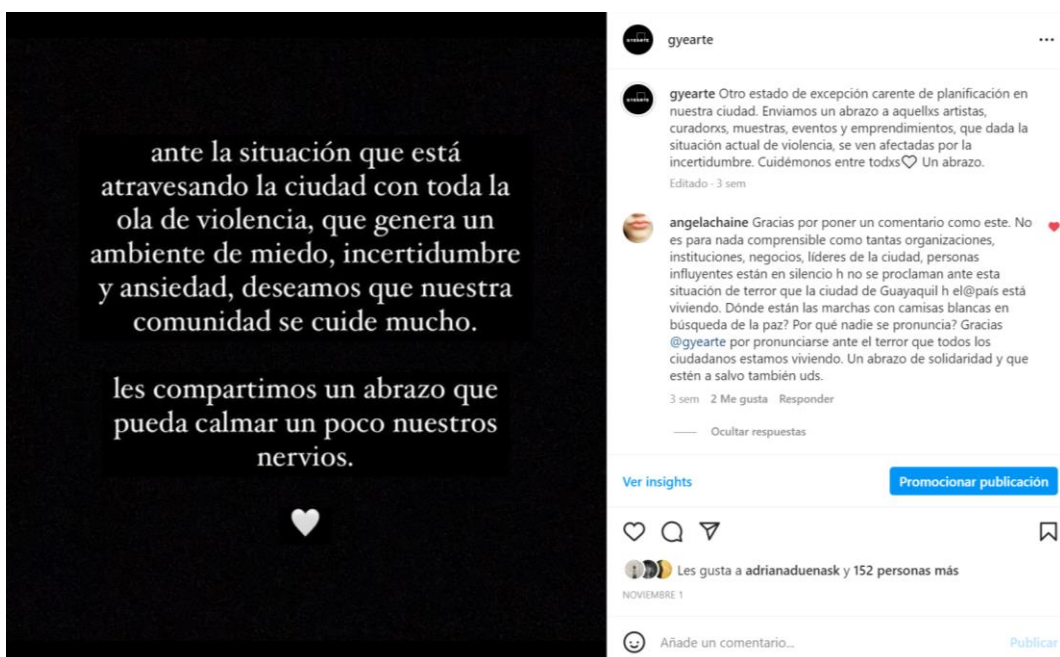 ante la situación que está
atravesando la ciudad con toda la
ola de violencia, que genera un
ambiente de miedo, incertidumbre
y ansiedad, deseamos que nuestra
comunidad se cuide mucho.
les compartimos un abrazo que
pueda calmar un poco nuestros
nervios.
gyearte
gyearte Otro estado de excepción carente de planificación en
nuestra ciudad. Enviamos un abrazo a aquellxs artistas,
curadorxs, muestras, eventos y emprendimientos, que dada la
situación actual de violencia, se ven afectadas por la
incertidumbre. Cuidémonos entre todxs♡ Un abrazo.
Editado · 3 sem
angelachaine Gracias por poner un comentario como este. No
es para nada comprensible como tantas organizaciones,
instituciones, negocios, líderes de la ciudad, personas
influyentes están en silencio h no se proclaman ante esta
situación de terror que la ciudad de Guayaquil h el@país está
viviendo. Dónde están las marchas con camisas blancas en
búsqueda de la paz? Por qué nadie se pronuncia? Gracias
@gyearte por pronunciarse ante el terror que todos los
ciudadanos estamos viviendo. Un abrazo de solidaridad y que
estén a salvo también uds.
3 sem 2 Me gusta Responder
Ocultar respuestas
Ver insights
Promocionar publicación
Les gusta a adrianaduenask y 152 personas más
NOVIEMBRE 1
Añade un comentario...
Publicar